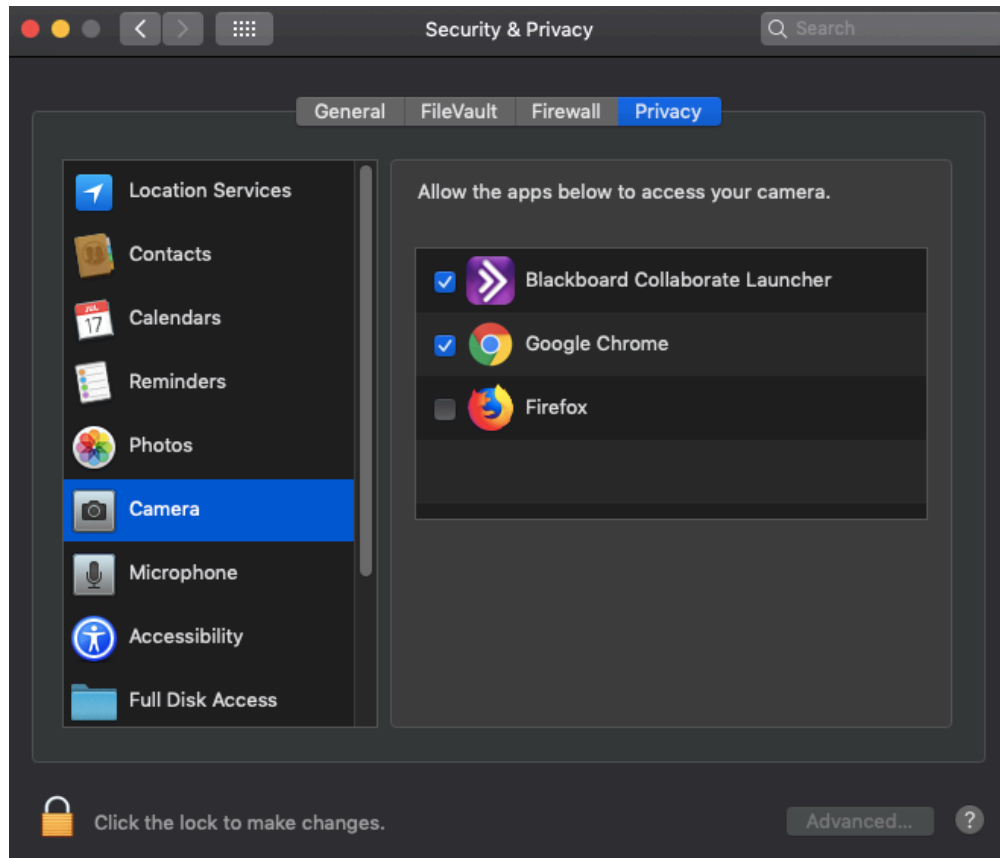 Security & Privacy
Search
General FileVault Firewall Privacy
Location Services
Contacts
JUL
17
Calendars
Reminders
Photos
Camera
Microphone
Accessibility
Full Disk Access
Allow the apps below to access your camera.
Blackboard Collaborate Launcher
Google Chrome
Firefox
Click the lock to make changes.
Advanced...
?